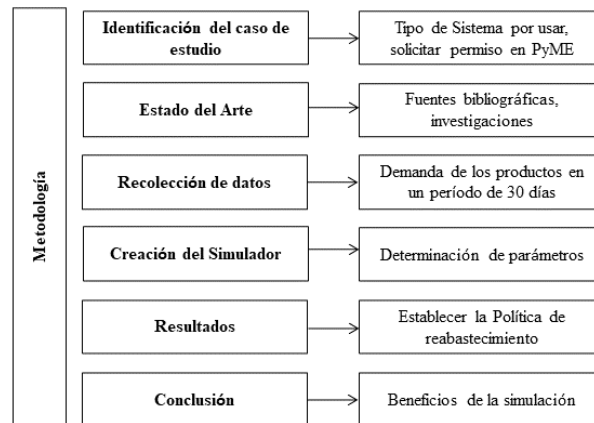 Metodología
Identificación del caso de
estudio
Tipo de Sistema por usar,
solicitar permiso en PyME
Estado del Arte
Fuentes bibliográficas,
investigaciones
Recolección de datos
Demanda de los productos en
un período de 30 días
Creación del Simulador
Determinación de parámetros
Resultados
Establecer la Política de
reabastecimiento
Conclusión
Beneficios de la simulación